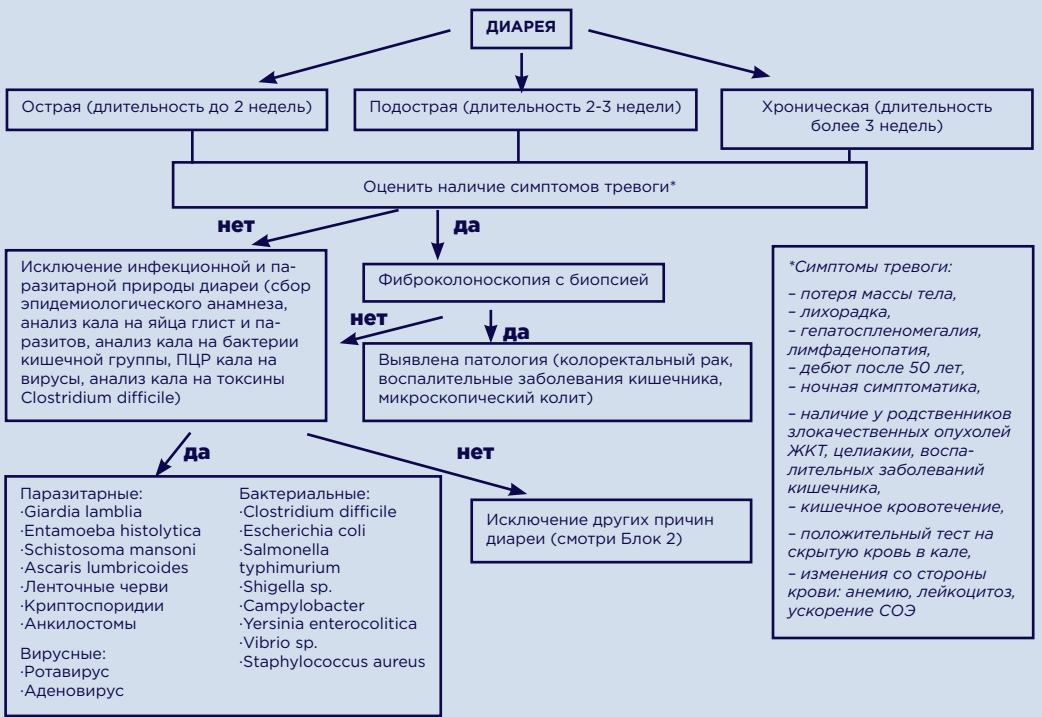 ДИАРЕЯ
Острая (длительность до 2 недель)
Подострая (длительность 2-3 недели)
Хроническая (длительность
более 3 недель)
Оценить наличие симптомов тревоги*
нет
да
Исключение инфекционной и па-
разитарной природы диареи (сбор
эпидемиологического анамнеза,
анализ кала на яйца глист и па-
разитов, анализ кала на бактерии
кишечной группы, ПЦР кала на
вирусы, анализ кала на токсины
Clostridium difficile)
Фиброколоноскопия с биопсией
нет
да
Выявлена патология (колоректальный рак,
воспалительные заболевания кишечника,
микроскопический колит)
*Симптомы тревоги:
– потеря массы тела,
– лихорадка,
– гепатоспленомегалия,
лимфаденопатия,
– дебют после 50 лет,
– ночная симптоматика,
– наличие у родственников
злокачественных опухолей
ЖКТ, целиакии, воспа-
лительных заболеваний
кишечника,
– кишечное кровотечение,
– положительный тест на
скрытую кровь в кале,
– изменения со стороны
крови: анемию, лейкоцитоз,
ускорение СОЭ
да
нет
Паразитарные:
·Giardia lamblia
·Entamoeba histolytica
·Schistosoma mansoni
·Ascaris lumbricoides
·Ленточные черви
·Криптоспоридии
·Анкилостомы
Вирусные:
·Ротавирус
·Аденовирус
Бактериальные:
·Clostridium difficile
·Escherichia coli
·Salmonella
typhimurium
·Shigella sp.
·Campylobacter
·Yersinia enterocolitica
·Vibrio sp.
·Staphylococcus aureus
Исключение других причин
диареи (смотри Блок 2)